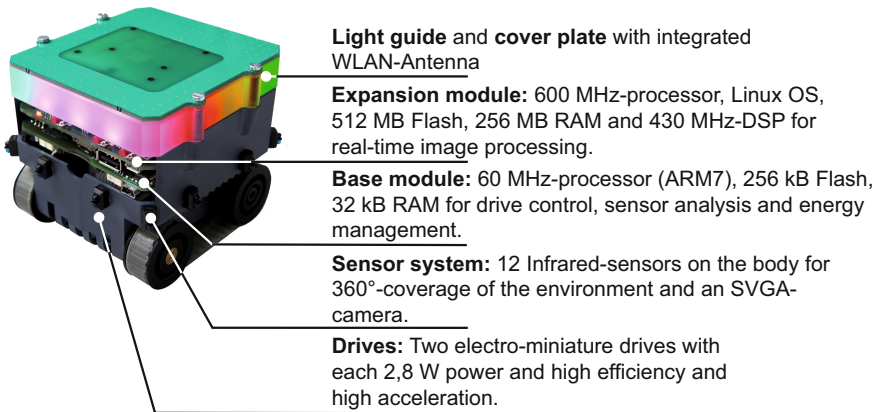 Light guide and cover plate with integrated
WLAN-Antenna
Expansion module: 600 MHz-processor, Linux OS,
512 MB Flash, 256 MB RAM and 430 MHz-DSP for
real-time image processing.
Base module: 60 MHz-processor (ARM7), 256 kB Flash,
32 kB RAM for drive control, sensor analysis and energy
management.
Sensor system: 12 Infrared-sensors on the body for
360°-coverage of the environment and an SVGA-
camera.
Drives: Two electro-miniature drives with
each 2,8 W power and high efficiency and
high acceleration.